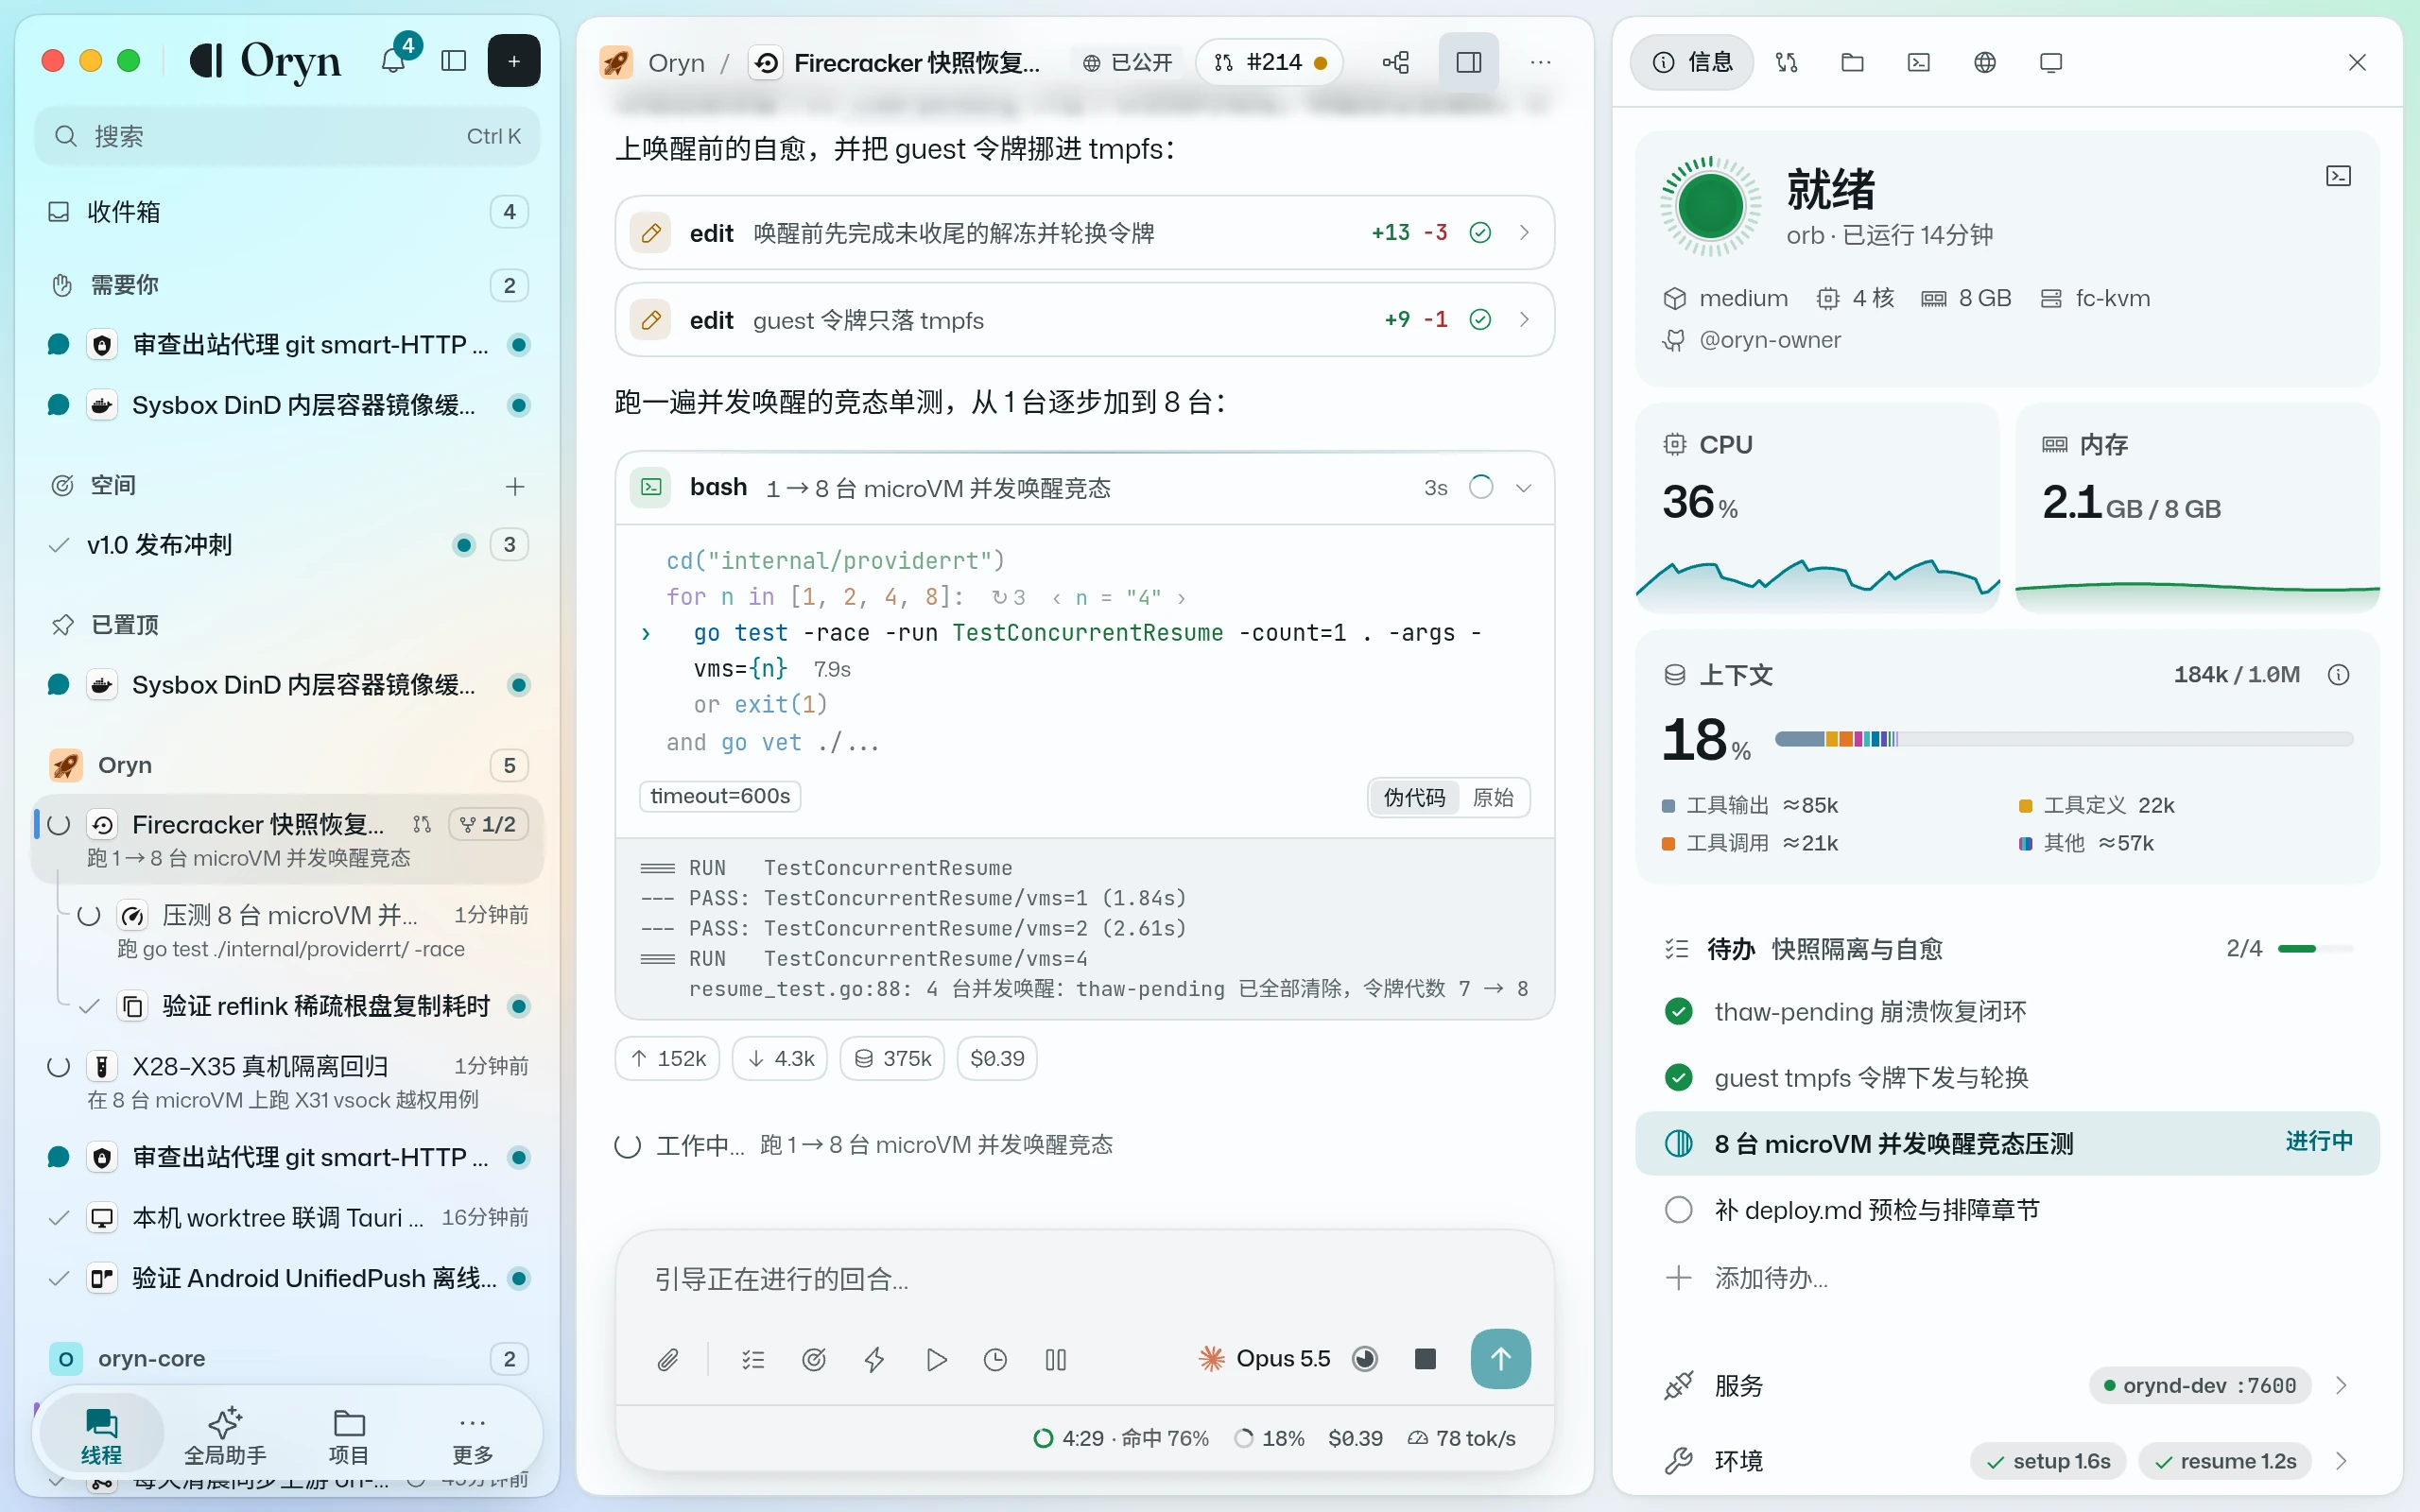 Oryn
4
+
搜索
Ctrl K
收件箱
4
需要你
2
审查出站代理 git smart-HTTP ...
Sysbox DinD 内层容器镜像缓...
空间
v1.0 发布冲刺
3
已置顶
Sysbox DinD 内层容器镜像缓...
Oryn
5
Firecracker 快照恢复...
1/2
跑 1 → 8 台 microVM 并发唤醒竞态
压测 8 台 microVM 并...
1分钟前
跑 go test ./internal/providerrt/ -race
验证 reflink 稀疏根盘复制耗时
X28–X35 真机隔离回归
1分钟前
在 8 台 microVM 上跑 X31 vsock 越权用例
审查出站代理 git smart-HTTP ...
本机 worktree 联调 Tauri ...
16分钟前
验证 Android UnifiedPush 离线...
O
oryn-core
2
线程
全局助手
项目
更多
Oryn / Firecracker 快照恢复...
已公开
#214
上唤醒前的自愈，并把 guest 令牌挪进 tmpfs：
edit 唤醒前先完成未收尾的解冻并轮换令牌 +13 -3
edit guest 令牌只落 tmpfs +9 -1
跑一遍并发唤醒的竞态单测，从 1 台逐步加到 8 台：
bash 1 → 8 台 microVM 并发唤醒竞态 3s
cd("internal/providerrt")
for n in [1, 2, 4, 8]: ↻ 3 ‹ n = "4" ›
› go test -race -run TestConcurrentResume -count=1 . -args -
vms={n} 7.9s
or exit(1)
and go vet ./...
timeout=600s
伪代码
原始
=== RUN TestConcurrentResume
--- PASS: TestConcurrentResume/vms=1 (1.84s)
--- PASS: TestConcurrentResume/vms=2 (2.61s)
=== RUN TestConcurrentResume/vms=4
resume_test.go:88: 4 台并发唤醒：thaw-pending 已全部清除，令牌代数 7 → 8
↑ 152k
↓ 4.3k
375k
$0.39
工作中... 跑 1 → 8 台 microVM 并发唤醒竞态
引导正在进行的回合...
Opus 5.5
4:29 · 命中 76%
18%
$0.39
78 tok/s
信息
就绪
orb · 已运行 14分钟
medium
4 核
8 GB
fc-kvm
@oryn-owner
CPU
36 %
内存
2.1 GB / 8 GB
上下文
184k / 1.0M
18 %
工具输出 ≈85k
工具定义 22k
工具调用 ≈21k
其他 ≈57k
待办 快照隔离与自愈
2/4
thaw-pending 崩溃恢复闭环
guest tmpfs 令牌下发与轮换
8 台 microVM 并发唤醒竞态压测
进行中
补 deploy.md 预检与排障章节
添加待办...
服务
orynd-dev :7600
环境
setup 1.6s
resume 1.2s